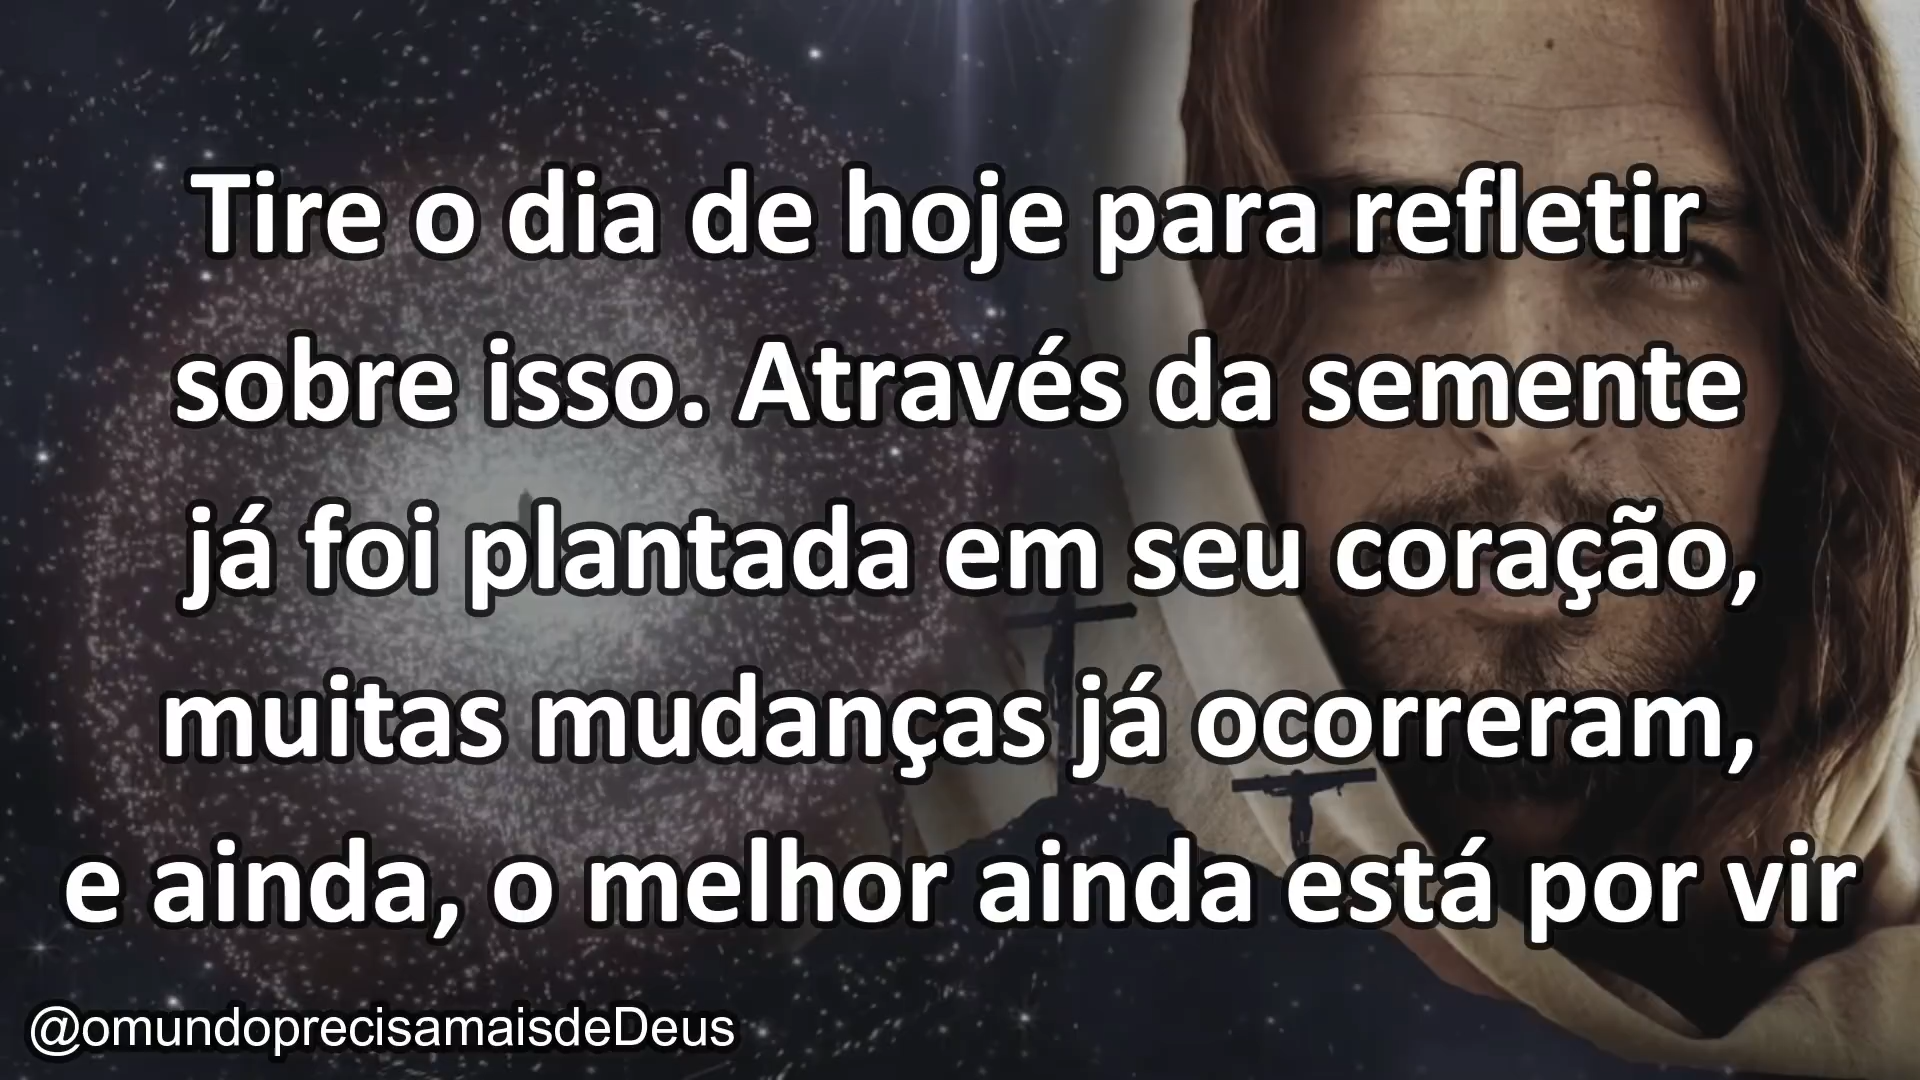 Tire o dia de hoje para refletir
sobre isso. Através da semente
já foi plantada em seu coração,
muitas mudanças já ocorreram,
e ainda, o melhor ainda está por vir
@omundoprecisamaisdeDeus